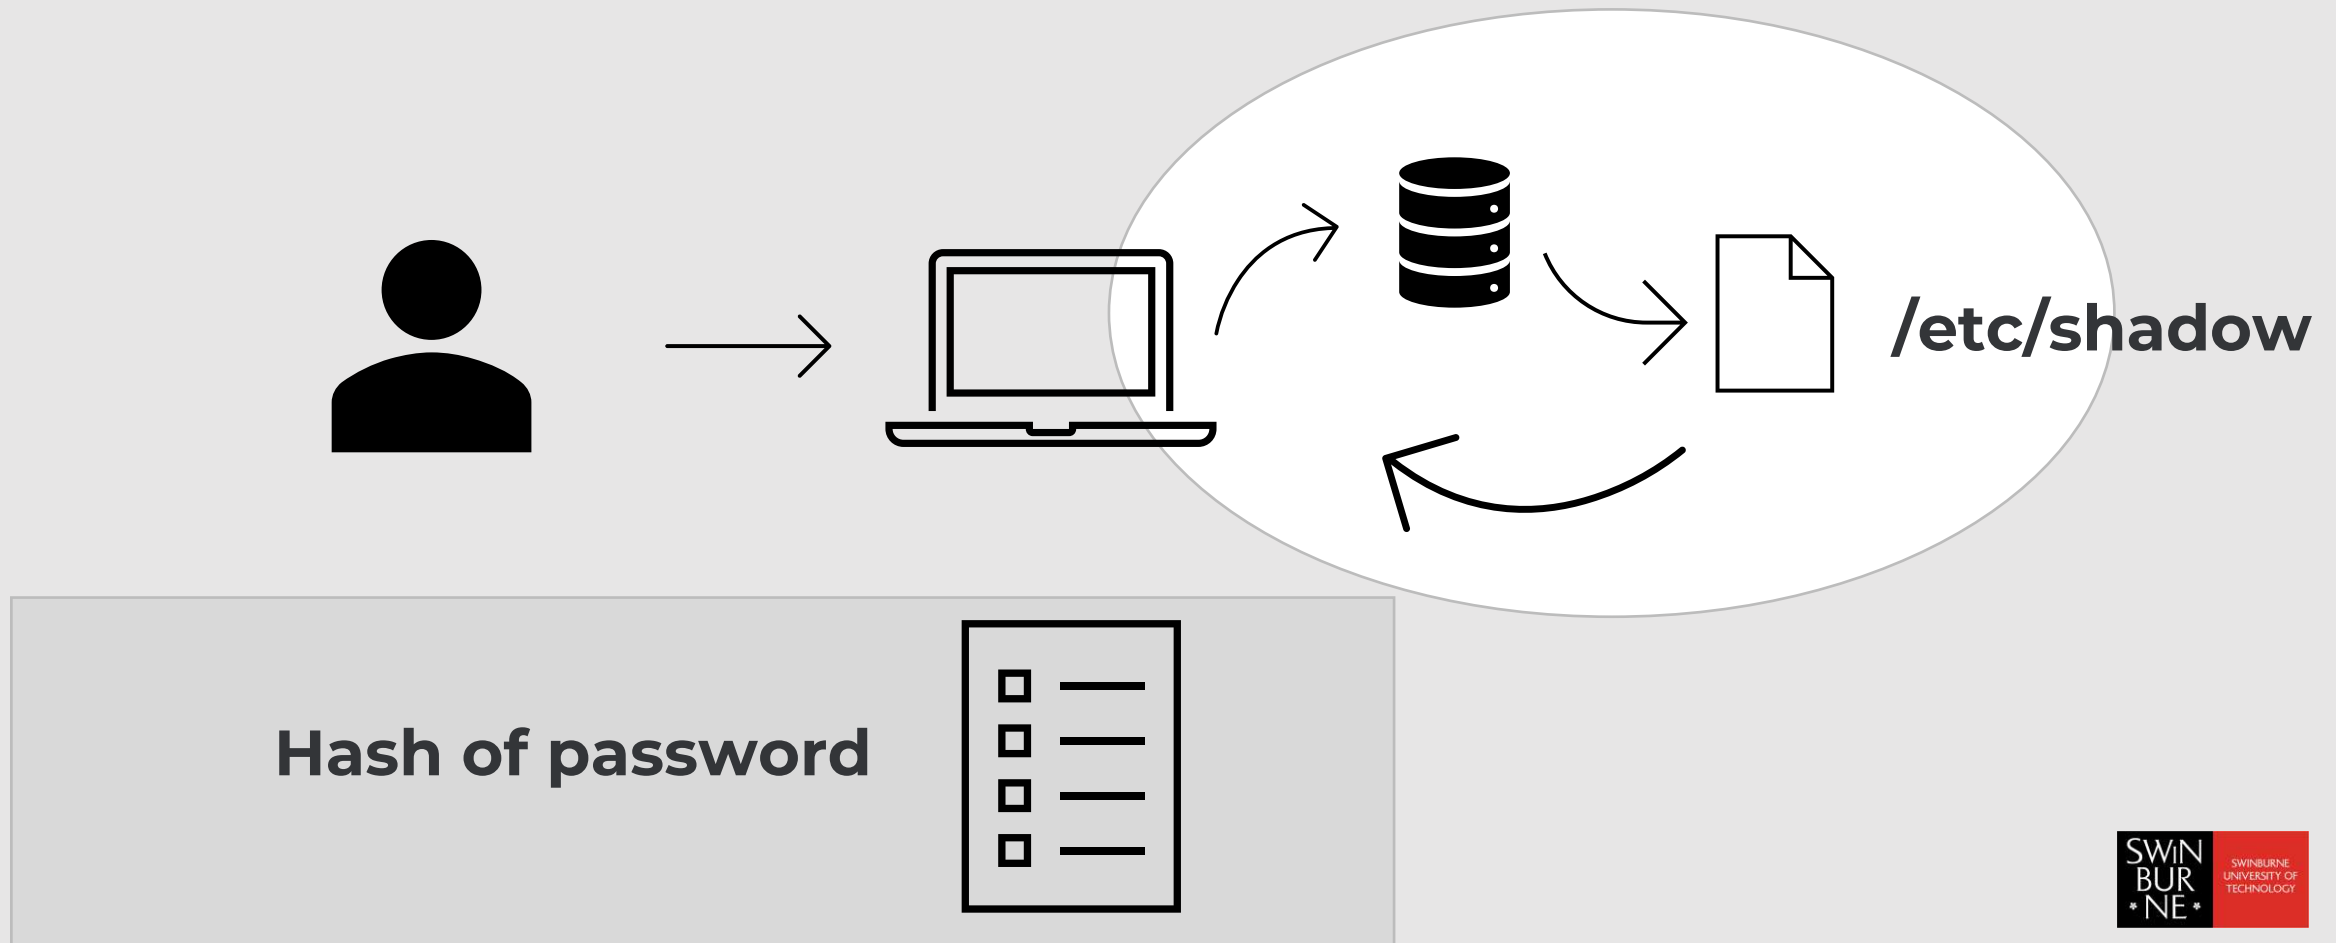 /etc/shadow
Hash of password
SWIN
BUR
NE
SWINBURNE
UNIVERSITY OF
TECHNOLOGY